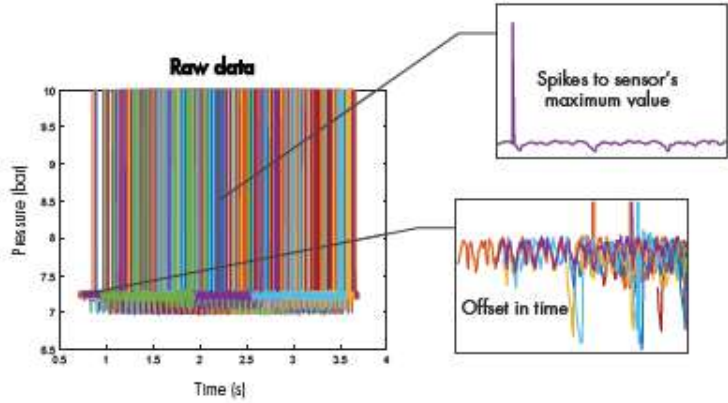 Raw data
Pressure (bar)
10
9.5
9
8.5
8
7.5
7
6.5
0.5 1 1.5 2 2.5 3 3.5 4
Time (s)
Spikes to sensor's
maximum value
Offset in time